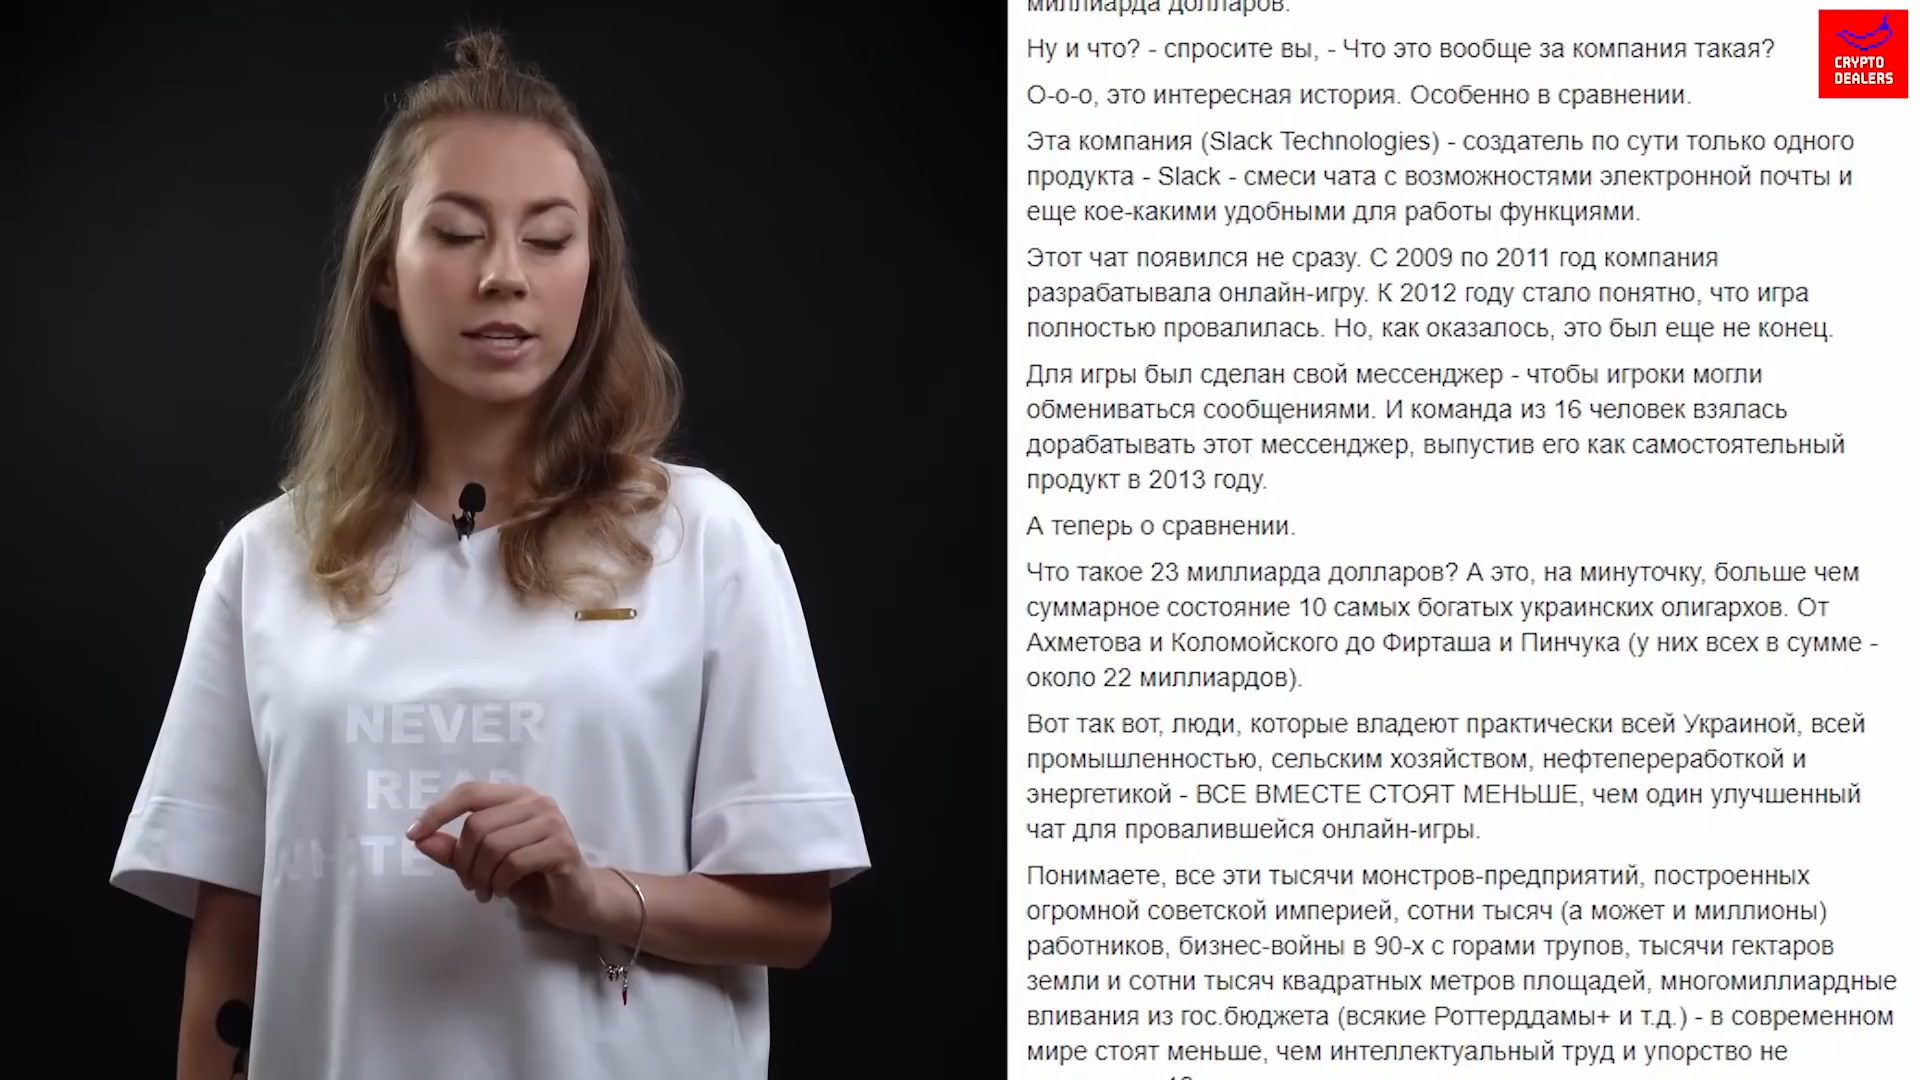 миллиарда долларов.
Ну и что? - спросите вы, - Что это вообще за компания такая?
О-о-о, это интересная история. Особенно в сравнении.
Эта компания (Slack Technologies) - создатель по сути только одного
продукта - Slack - смеси чата с возможностями электронной почты и
еще кое-какими удобными для работы функциями.
Этот чат появился не сразу. С 2009 по 2011 год компания
разрабатывала онлайн-игру. К 2012 году стало понятно, что игра
полностью провалилась. Но, как оказалось, это был еще не конец.
Для игры был сделан свой мессенджер - чтобы игроки могли
обмениваться сообщениями. И команда из 16 человек взялась
дорабатывать этот мессенджер, выпустив его как самостоятельный
продукт в 2013 году.
А теперь о сравнении.
Что такое 23 миллиарда долларов? А это, на минуточку, больше чем
суммарное состояние 10 самых богатых украинских олигархов. От
Ахметова и Коломойского до Фирташа и Пинчука (у них всех в сумме -
около 22 миллиардов).
Вот так вот, люди, которые владеют практически всей Украиной, всей
промышленностью, сельским хозяйством, нефтепереработкой и
энергетикой - ВСЕ ВМЕСТЕ СТОЯТ МЕНЬШЕ, чем один улучшенный
чат для провалившейся онлайн-игры.
Понимаете, все эти тысячи монстров-предприятий, построенных
огромной советской империей, сотни тысяч (а может и миллионы)
работников, бизнес-войны в 90-х с горами трупов, тысячи гектаров
земли и сотни тысяч квадратных метров площадей, многомиллиардные
вливания из гос.бюджета (всякие Роттерддамы+ и т.д.) - в современном
мире стоят меньше, чем интеллектуальный труд и упорство не
CRYPTO
DEALERS
NEVER
READ
WHITE